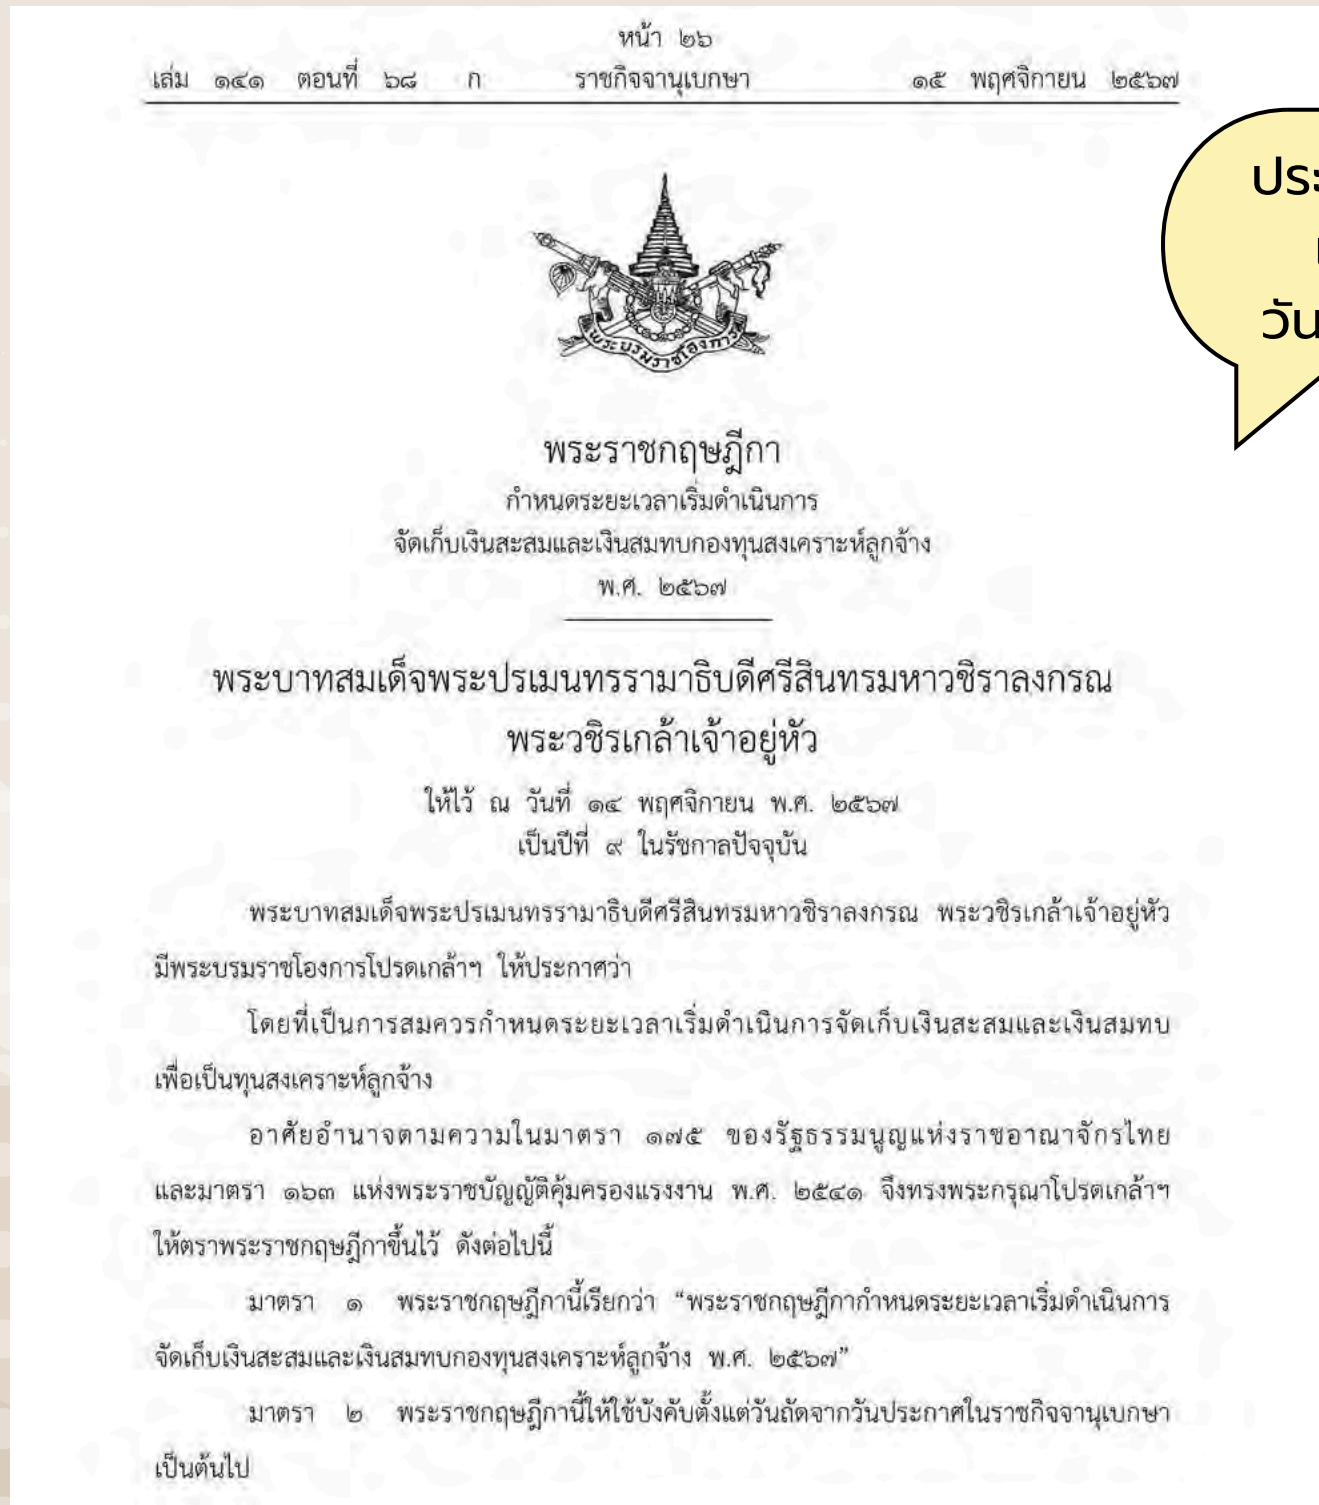 หน้า ๒๖
เล่ม ๑๔๑ ตอนที่ ๖๘ ก ราชกิจจานุเบกษา ๑๕ พฤศจิกายน ๒๕๖๗
ประ
วัน
พระบรมราชโองการ
พระราชกฤษฎีกา
กำหนดระยะเวลาเริ่มดำเนินการ
จัดเก็บเงินสะสมและเงินสมทบกองทุนสงเคราะห์ลูกจ้าง
พ.ศ. ๒๕๖๗
พระบาทสมเด็จพระปรเมนทรรามาธิบดีศรีสินทรมหาวชิราลงกรณ
พระวชิรเกล้าเจ้าอยู่หัว
ให้ไว้ ณ วันที่ ๑๔ พฤศจิกายน พ.ศ. ๒๕๖๗
เป็นปีที่ ๙ ในรัชกาลปัจจุบัน
พระบาทสมเด็จพระปรเมนทรรามาธิบดีศรีสินทรมหาวชิราลงกรณ พระวชิรเกล้าเจ้าอยู่หัว
มีพระบรมราชโองการโปรดเกล้าฯ ให้ประกาศว่า
โดยที่เป็นการสมควรกำหนดระยะเวลาเริ่มดำเนินการจัดเก็บเงินสะสมและเงินสมทบ
เพื่อเป็นทุนสงเคราะห์ลูกจ้าง
อาศัยอำนาจตามความในมาตรา ๑๗๕ ของรัฐธรรมนูญแห่งราชอาณาจักรไทย
และมาตรา ๑๖๓ แห่งพระราชบัญญัติคุ้มครองแรงงาน พ.ศ. ๒๕๔๑ จึงทรงพระกรุณาโปรดเกล้าฯ
ให้ตราพระราชกฤษฎีกาขึ้นไว้ ดังต่อไปนี้
มาตรา ๑ พระราชกฤษฎีกานี้เรียกว่า “พระราชกฤษฎีกากำหนดระยะเวลาเริ่มดำเนินการ
จัดเก็บเงินสะสมและเงินสมทบกองทุนสงเคราะห์ลูกจ้าง พ.ศ. ๒๕๖๗”
มาตรา ๒ พระราชกฤษฎีกานี้ให้ใช้บังคับตั้งแต่วันถัดจากวันประกาศในราชกิจจานุเบกษา
เป็นต้นไป